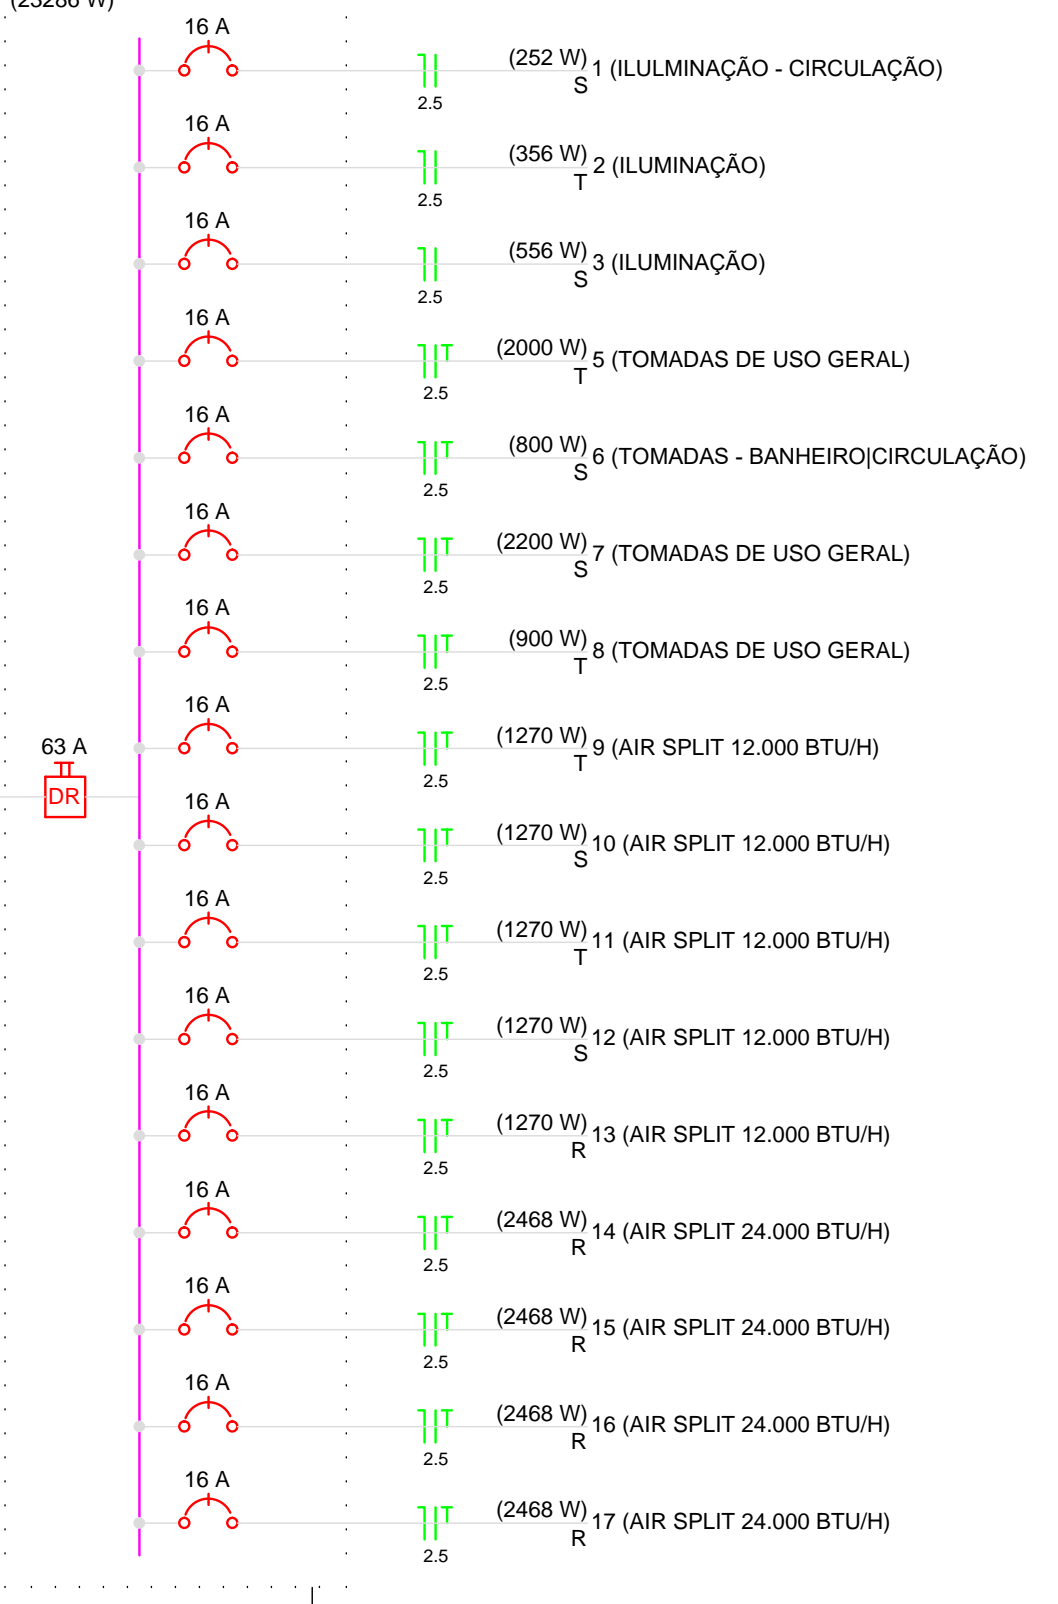 (23286 W)
16 A
(252 W) 1 (ILULMINAÇÃO - CIRCULAÇÃO)
S
2.5
16 A
(356 W) 2 (ILUMINAÇÃO)
T
2.5
16 A
(556 W) 3 (ILUMINAÇÃO)
S
2.5
16 A
(2000 W) 5 (TOMADAS DE USO GERAL)
T
2.5
16 A
(800 W) 6 (TOMADAS - BANHEIRO|CIRCULAÇÃO)
S
2.5
16 A
(2200 W) 7 (TOMADAS DE USO GERAL)
S
2.5
16 A
(900 W) 8 (TOMADAS DE USO GERAL)
T
2.5
16 A
(1270 W) 9 (AIR SPLIT 12.000 BTU/H)
T
2.5
63 A
DR
16 A
(1270 W) 10 (AIR SPLIT 12.000 BTU/H)
S
2.5
16 A
(1270 W) 11 (AIR SPLIT 12.000 BTU/H)
T
2.5
16 A
(1270 W) 12 (AIR SPLIT 12.000 BTU/H)
S
2.5
16 A
(1270 W) 13 (AIR SPLIT 12.000 BTU/H)
R
2.5
16 A
(2468 W) 14 (AIR SPLIT 24.000 BTU/H)
R
2.5
16 A
(2468 W) 15 (AIR SPLIT 24.000 BTU/H)
R
2.5
16 A
(2468 W) 16 (AIR SPLIT 24.000 BTU/H)
R
2.5
16 A
(2468 W) 17 (AIR SPLIT 24.000 BTU/H)
R
2.5